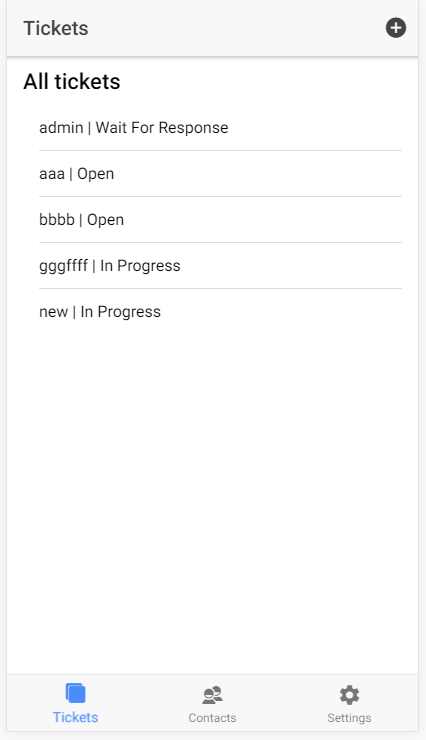 Tickets
All tickets
admin | Wait For Response
aaa | Open
bbbb | Open
gggffff | In Progress
new | In Progress
Tickets
Contacts
Settings